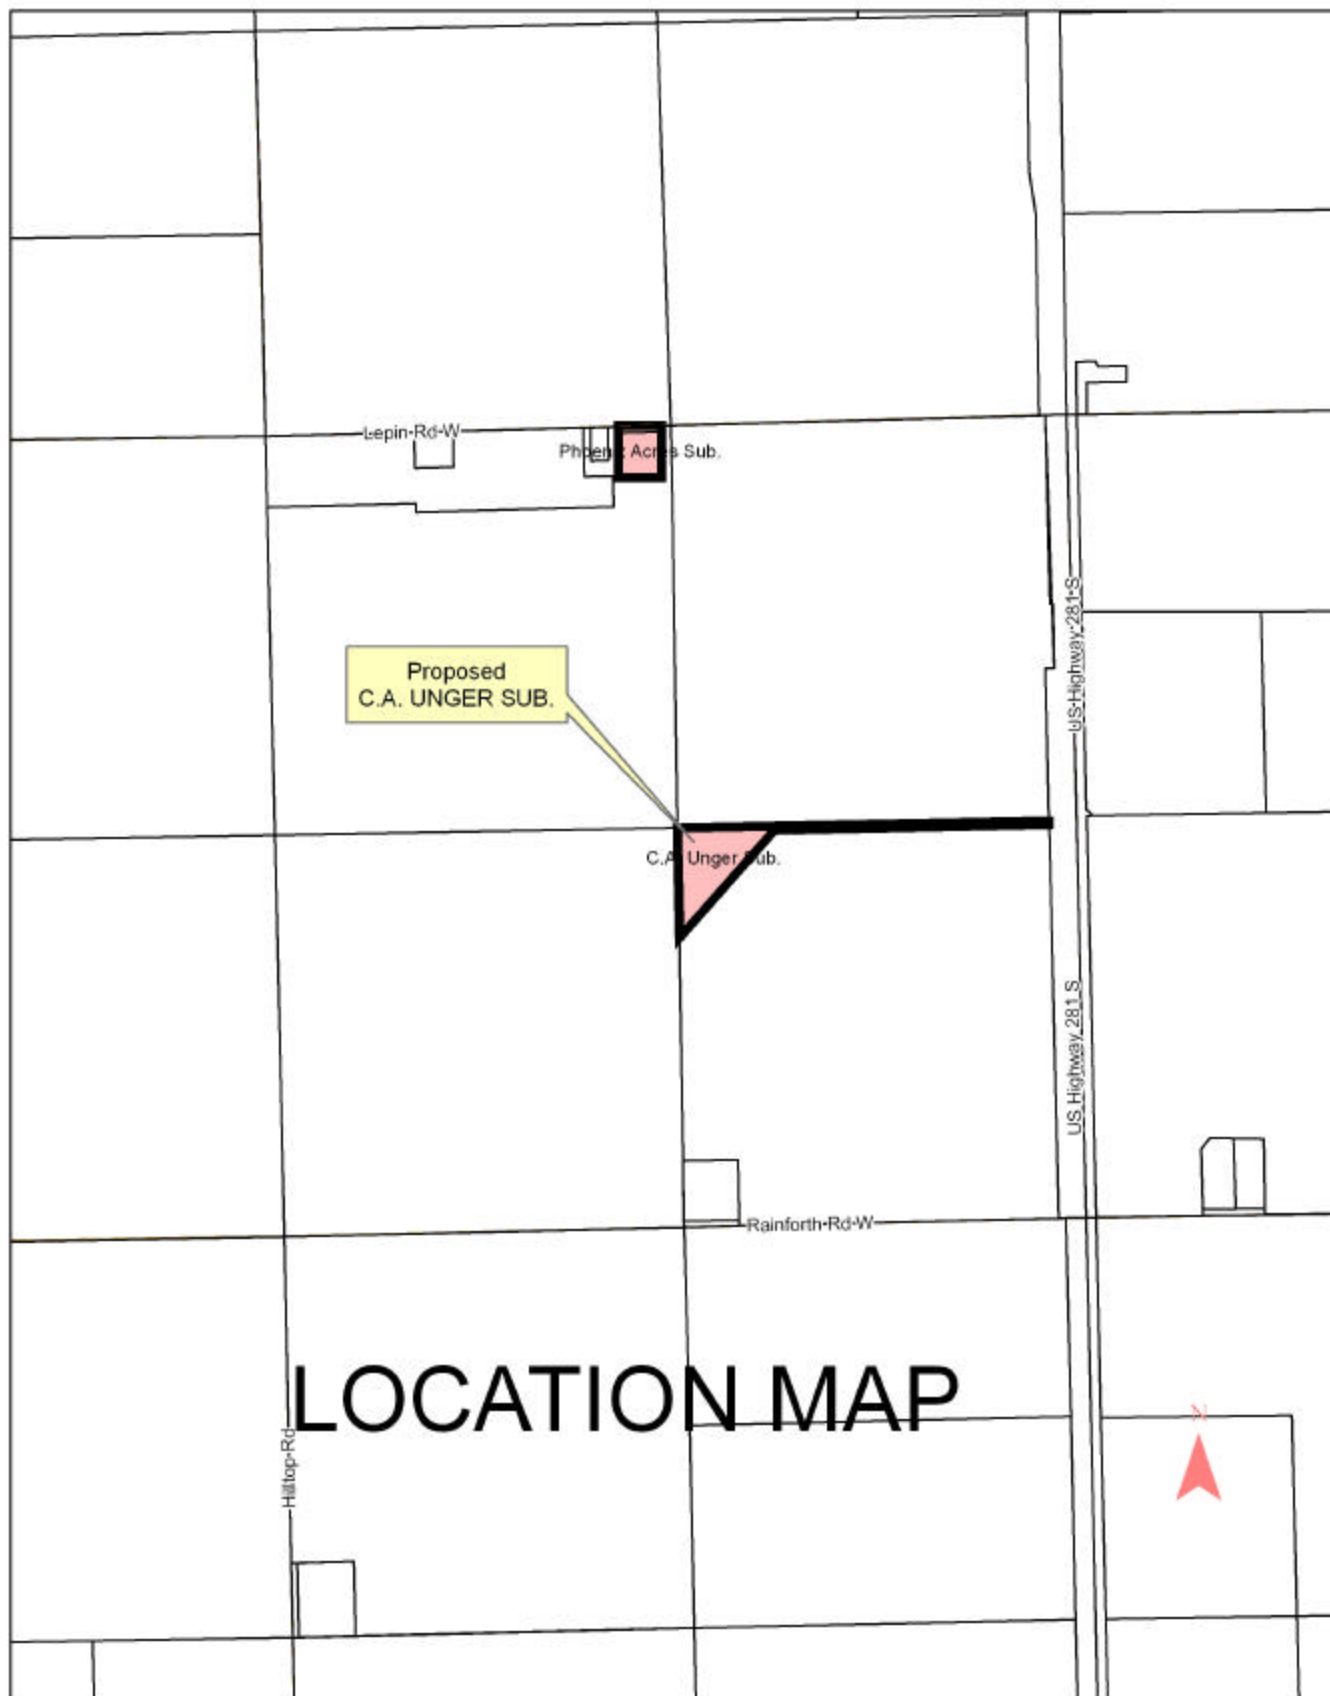 Lepin Rd W
Phoenix Acres Sub.
US Highway 281 S
Proposed
C.A. UNGER SUB.
C.A. Unger Sub.
US Highway 281 S
Rainforth Rd W
LOCATION MAP
N
Hilltop Rd